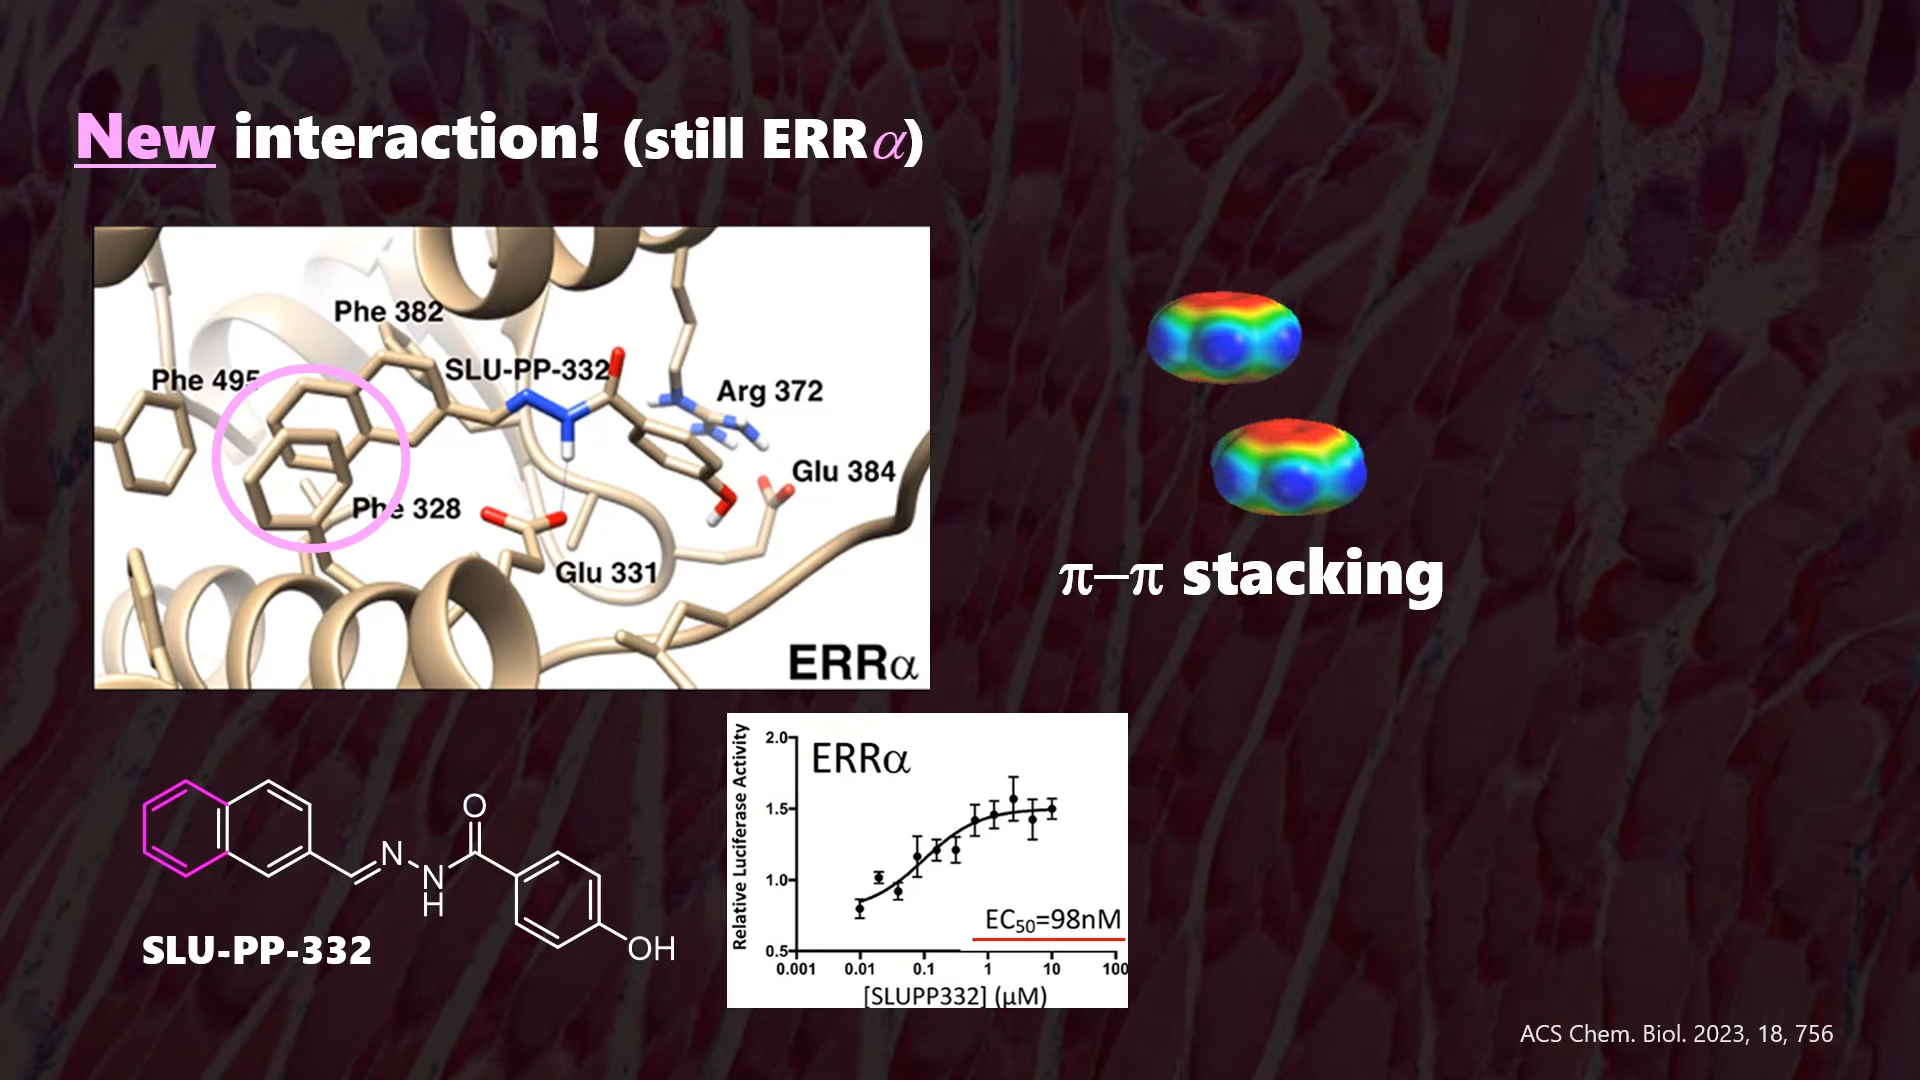 New interaction! (still ERRα)
Phe 382
SLU-PP-332
Phe 495
Arg 372
Glu 384
Phe 328
Glu 331
ERRα
π–π stacking
O
N
N
H
OH
SLU-PP-332
Relative Luciferase Activity
2.0
1.5
1.0
0.5
ERRα
EC₅₀=98nM
0.001 0.01 0.1 1 10 100
[SLUPP332] (μM)
ACS Chem. Biol. 2023, 18, 756